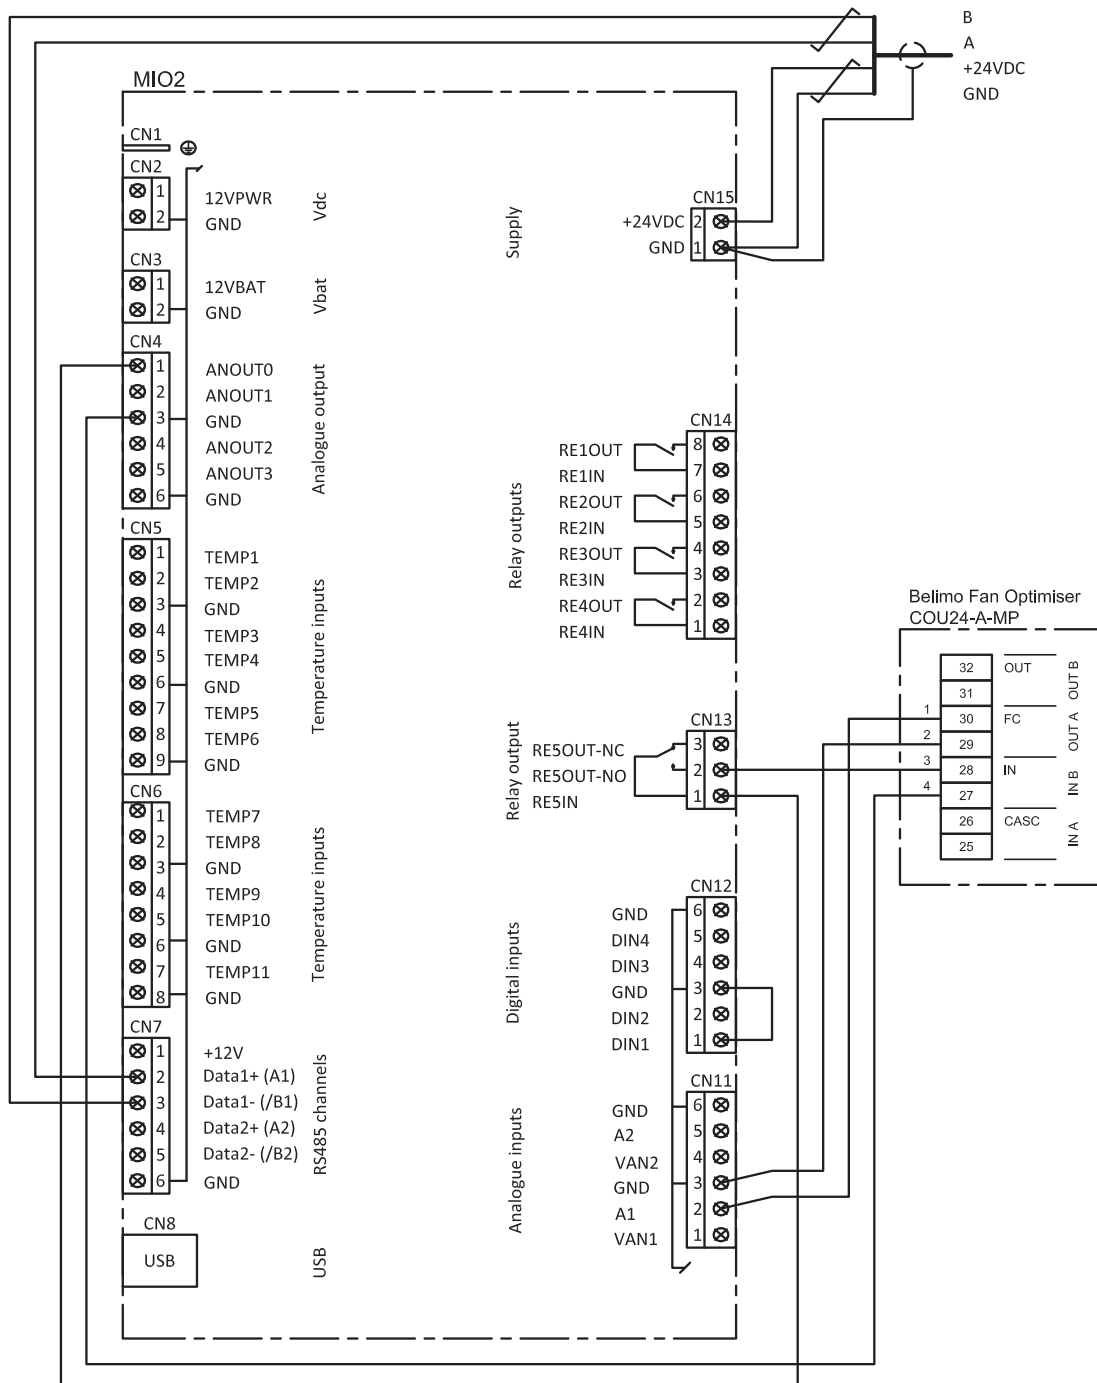 B
A
+24VDC
GND
MIO2
CN1
CN2
1 12VPWR
2 GND
Vdc
CN3
1 12VBAT
2 GND
Vbat
CN4
1 ANOUT0
2 ANOUT1
3 GND
4 ANOUT2
5 ANOUT3
6 GND
Analogue output
CN5
1 TEMP1
2 TEMP2
3 GND
4 TEMP3
5 TEMP4
6 GND
7 TEMP5
8 TEMP6
9 GND
Temperature inputs
CN6
1 TEMP7
2 TEMP8
3 GND
4 TEMP9
5 TEMP10
6 GND
7 TEMP11
8 GND
Temperature inputs
CN7
1 +12V
2 Data1+ (A1)
3 Data1- (/B1)
4 Data2+ (A2)
5 Data2- (/B2)
6 GND
RS485 channels
CN8
USB
USB
CN15
Supply
+24VDC 2
GND 1
CN14
Relay outputs
RE1OUT 8
RE1IN 7
RE2OUT 6
RE2IN 5
RE3OUT 4
RE3IN 3
RE4OUT 2
RE4IN 1
CN13
Relay output
RE5OUT-NC 3
RE5OUT-NO 2
RE5IN 1
CN12
Digital inputs
GND 6
DIN4 5
DIN3 4
GND 3
DIN2 2
DIN1 1
CN11
Analogue inputs
GND 6
A2 5
VAN2 4
GND 3
A1 2
VAN1 1
Belimo Fan Optimiser
COU24-A-MP
32 OUT
31
1 30 FC
2 29
3 28 IN
4 27
26 CASC
25
OUT B
OUT A
IN B
IN A